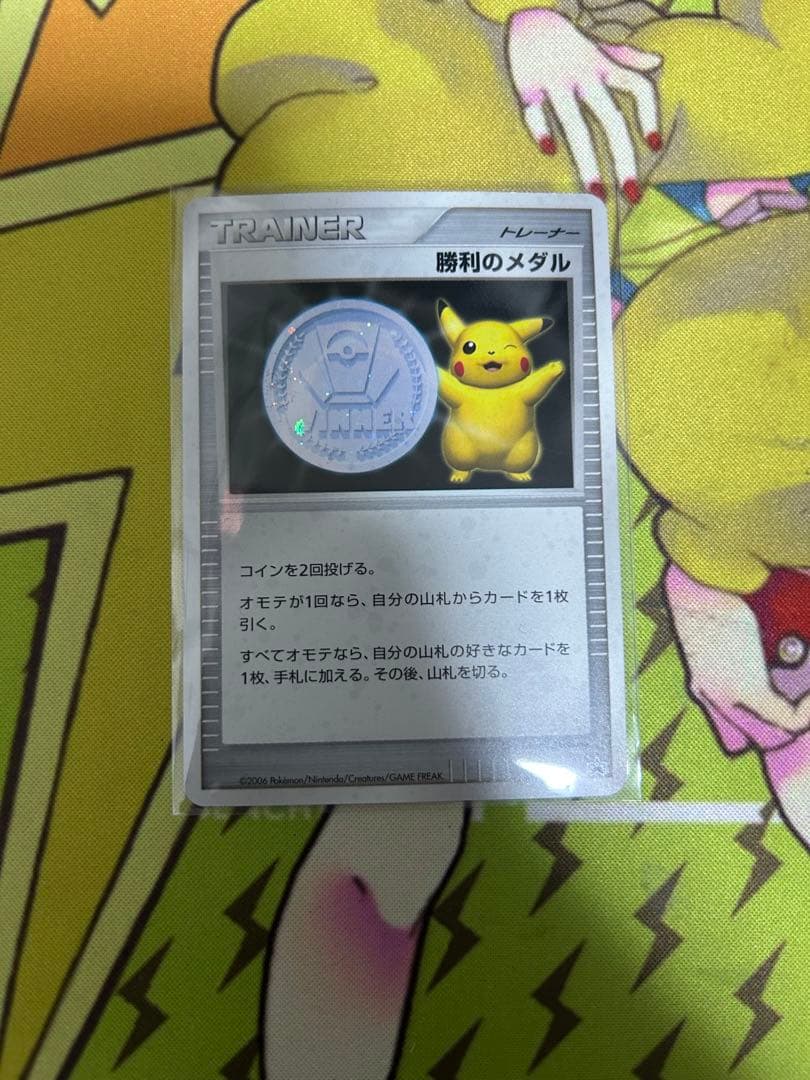 TRAINER
トレーナー
勝利のメダル
WINNER
コインを2回投げる。
オモテが1回なら、自分の山札からカードを1枚
引く。
すべてオモテなら、自分の山札の好きなカードを
1枚、手札に加える。その後、山札を切る。
©2006 Pokémon/Nintendo/Creatures/GAME FREAK.